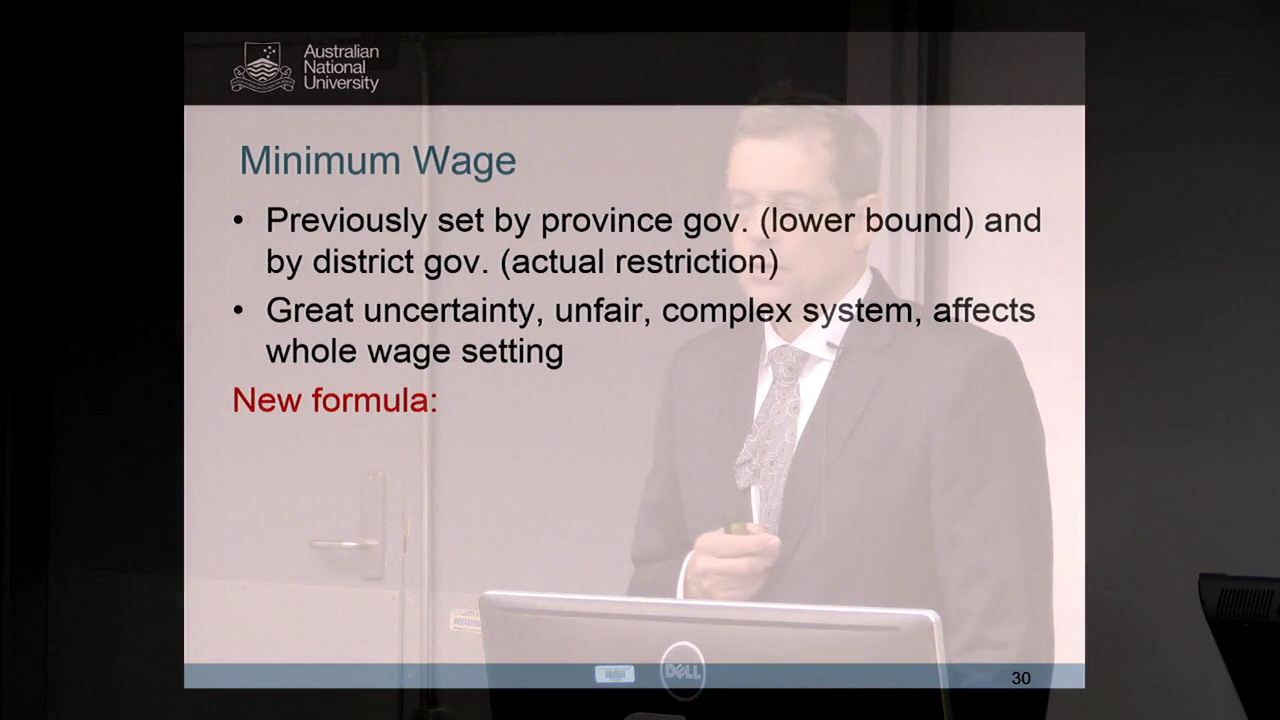 Australian
National
University
Minimum Wage
• Previously set by province gov. (lower bound) and
by district gov. (actual restriction)
• Great uncertainty, unfair, complex system, affects
whole wage setting
New formula:
DELL
30